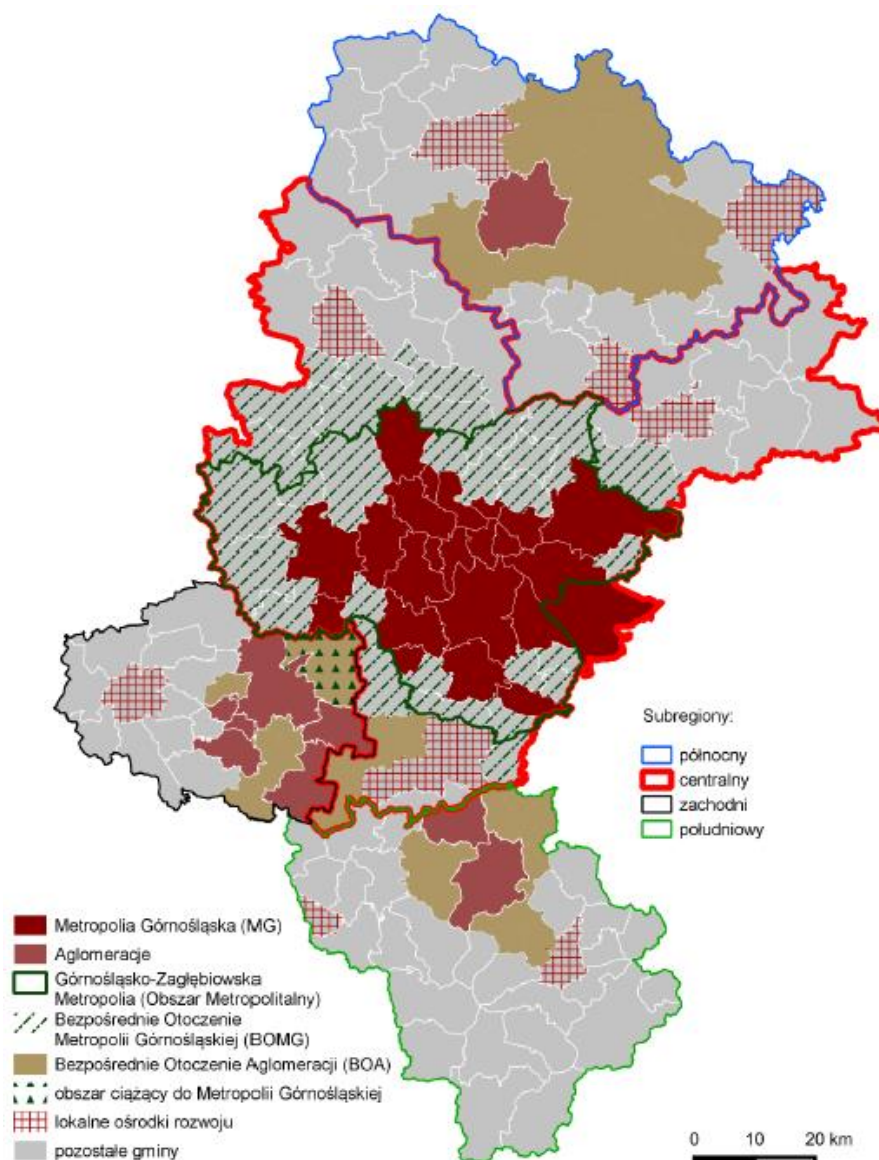 Subregiony:
północny
centralny
zachodni
południowy
Metropolia Górnośląska (MG)
Aglomeracje
Górnośląsko-Zagłębiowska
Metropolia (Obszar Metropolitalny)
Bezpośrednie Otoczenie
Metropolii Górnośląskiej (BOMG)
Bezpośrednie Otoczenie Aglomeracji (BOA)
obszar ciążący do Metropolii Górnośląskiej
lokalne ośrodki rozwoju
pozostałe gminy
0 10 20 km